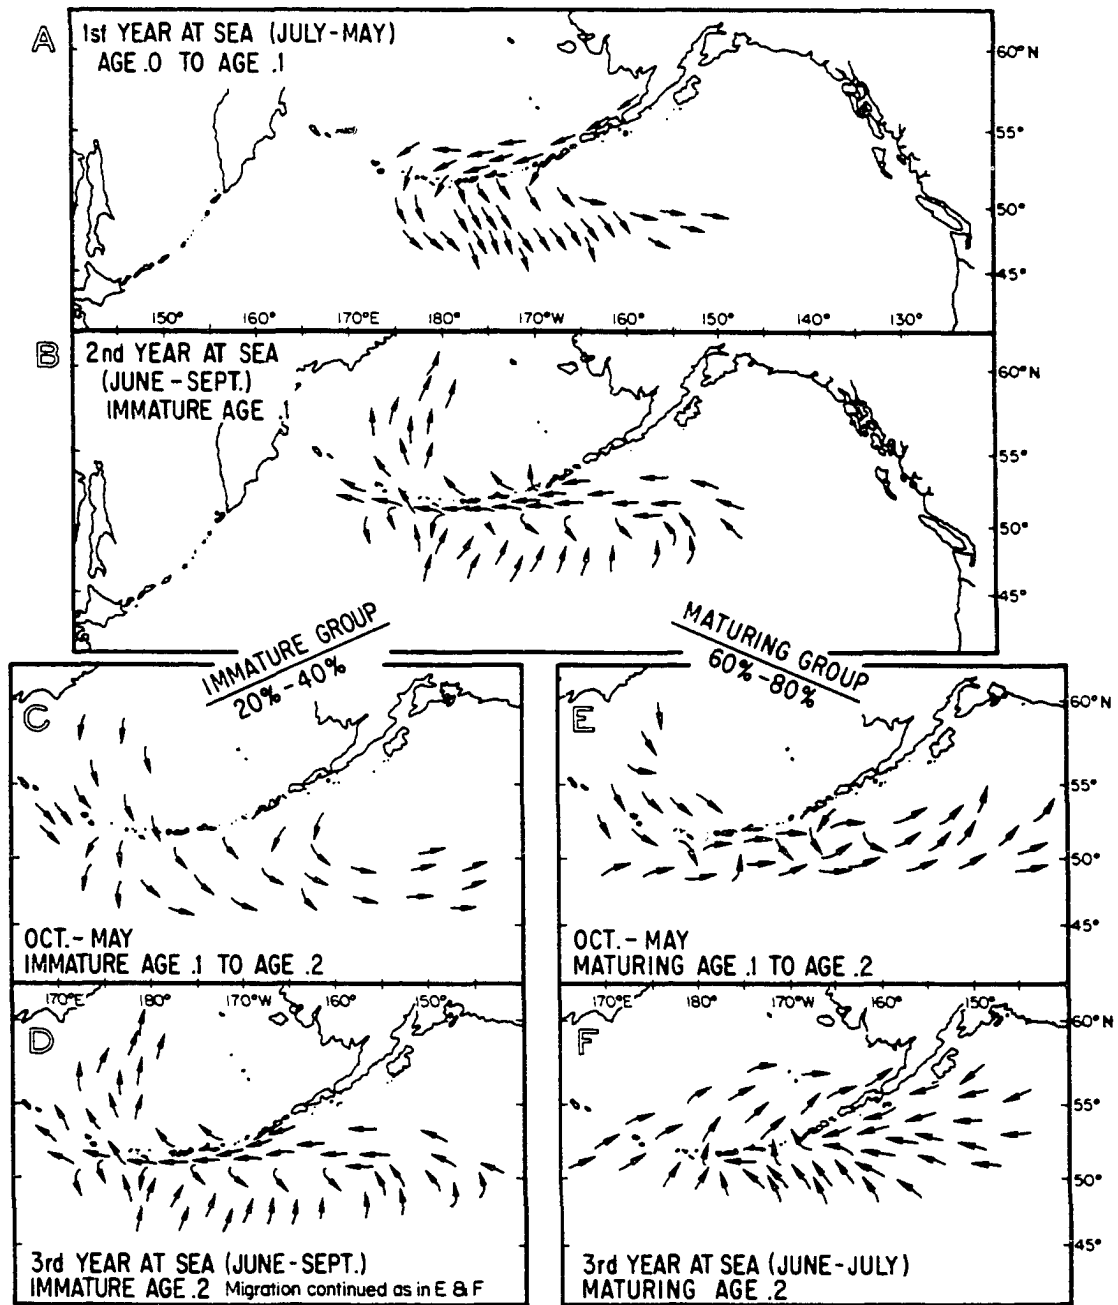 A
1st YEAR AT SEA (JULY-MAY)
AGE .0 TO AGE .1
60°N
55°
50°
45°
150° 160° 170°E 180° 170°W 160° 150° 140° 130°
B
2nd YEAR AT SEA
(JUNE-SEPT.)
IMMATURE AGE .1
60°
55°
50°
45°
IMMATURE GROUP
20%-40%
MATURING GROUP
60%-80%
C
OCT.-MAY
IMMATURE AGE .1 TO AGE .2
E
60°N
55°
50°
45°
OCT.-MAY
MATURING AGE .1 TO AGE .2
170°E 180° 170°W 160° 150°
D
3rd YEAR AT SEA (JUNE-SEPT.)
IMMATURE AGE .2 Migration continued as in E & F
170°E 180° 170°W 160° 150°
F
60°N
55°
50°
45°
3rd YEAR AT SEA (JUNE-JULY)
MATURING AGE .2